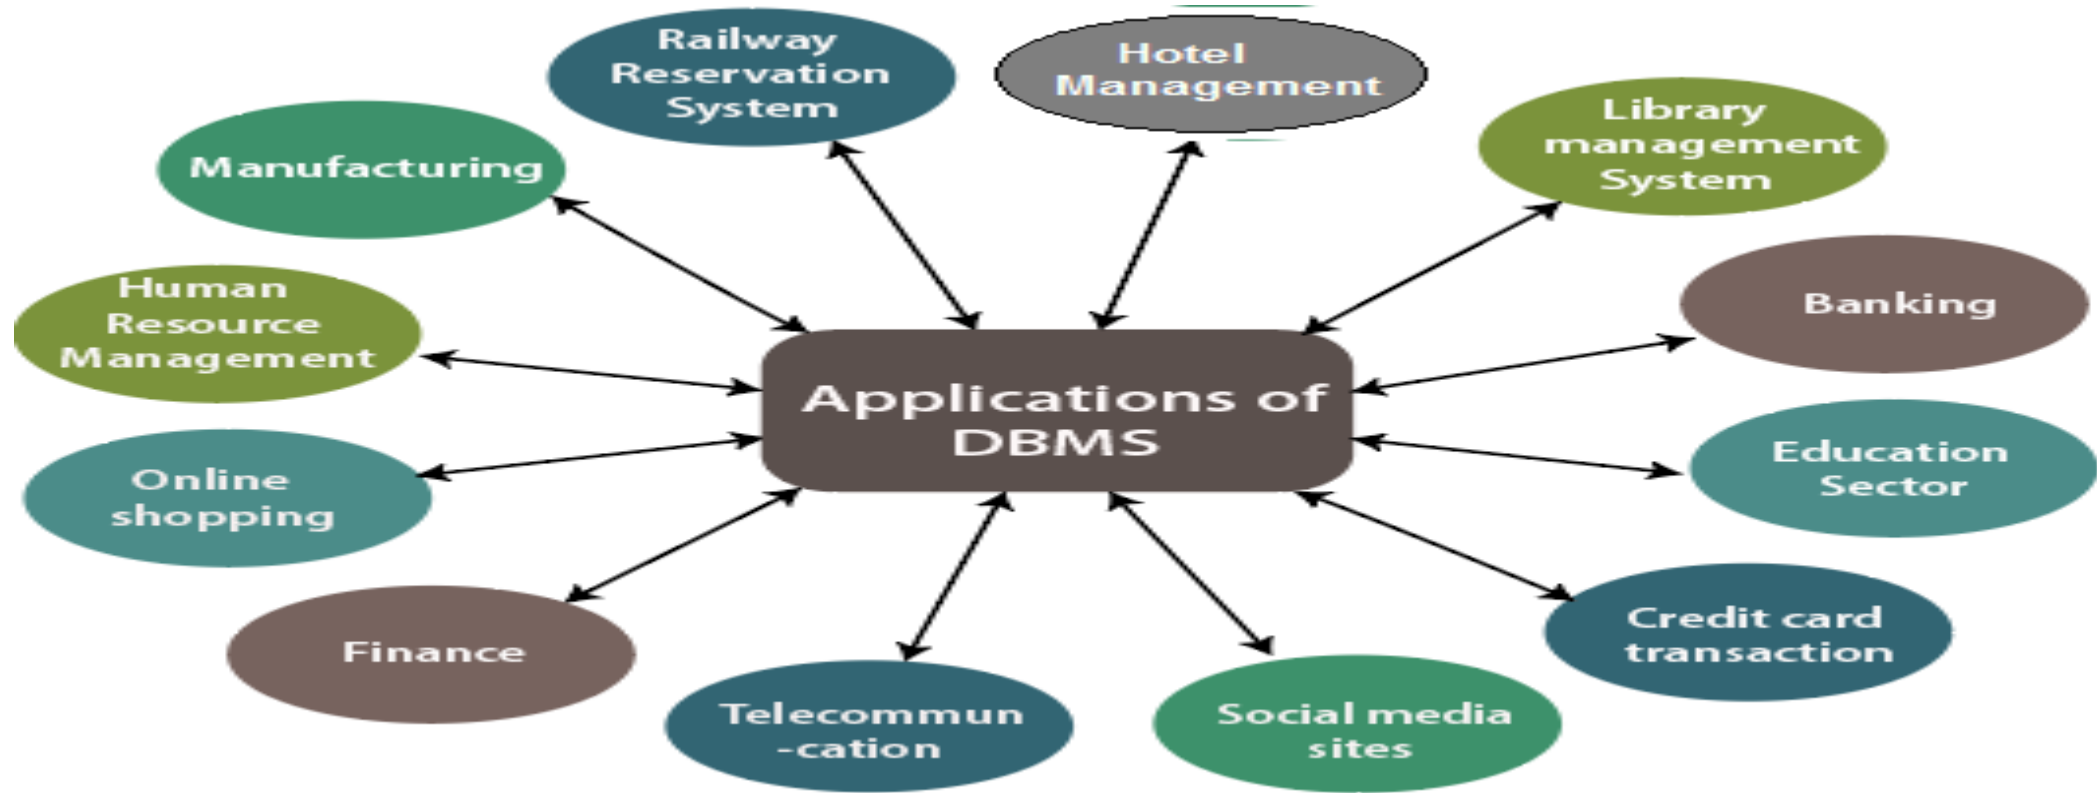 Railway
Reservation
System
Hotel
Management
Library
management
System
Manufacturing
Banking
Human
Resource
Management
Applications of
DBMS
Education
Sector
Online
shopping
Credit card
transaction
Finance
Telecommun
-cation
Social media
sites